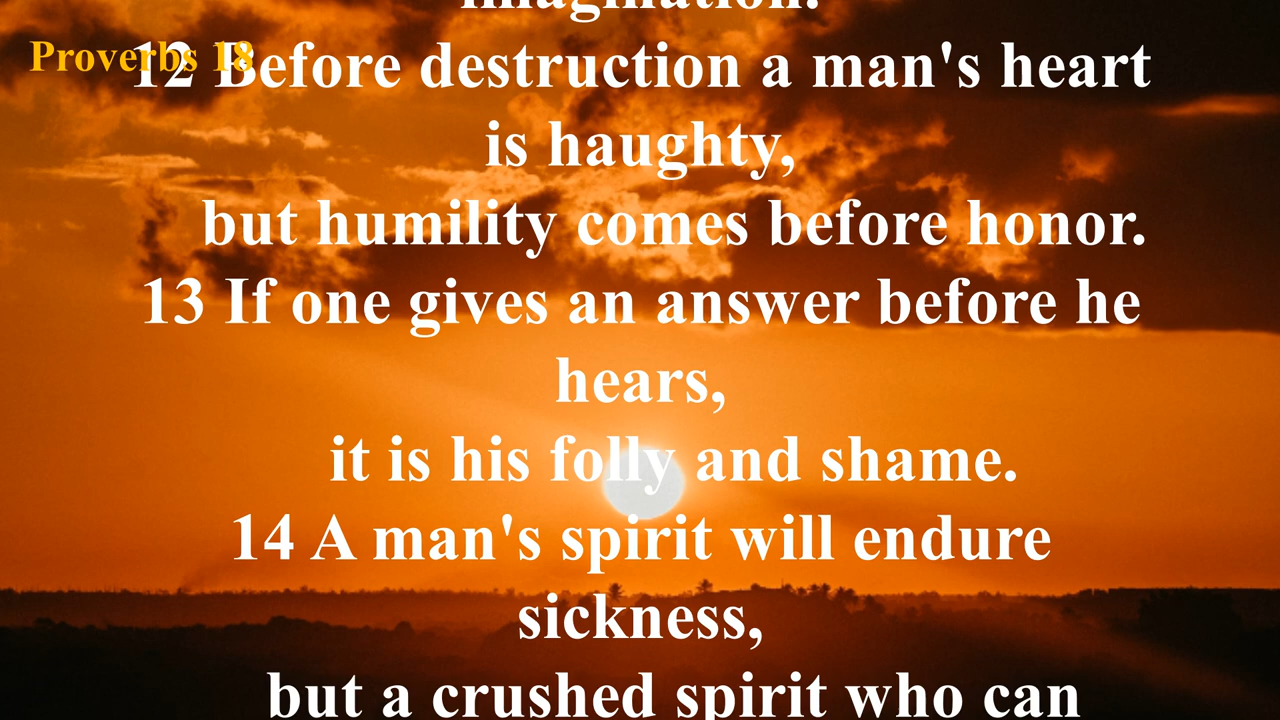 imagination.
Proverbs 18
12 Before destruction a man's heart
is haughty,
but humility comes before honor.
13 If one gives an answer before he
hears,
it is his folly and shame.
14 A man's spirit will endure
sickness,
but a crushed spirit who can